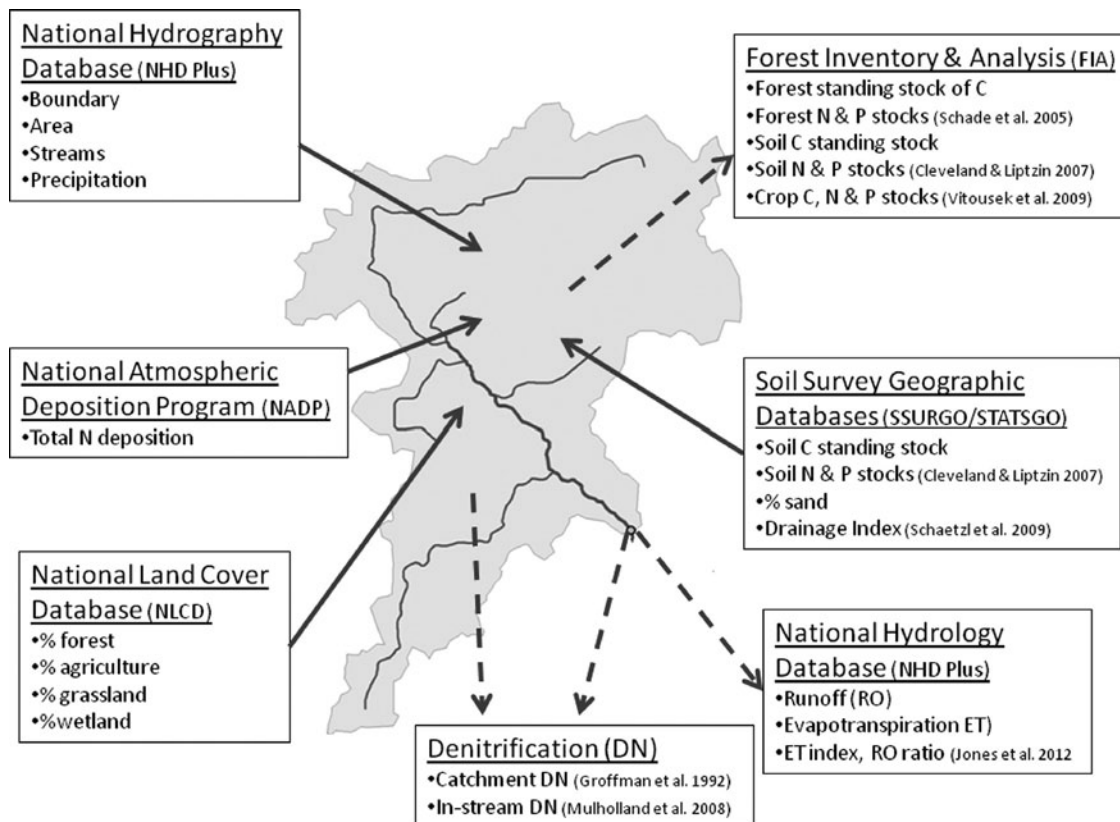 National Hydrography
Database (NHD Plus)
•Boundary
•Area
•Streams
•Precipitation
Forest Inventory & Analysis (FIA)
•Forest standing stock of C
•Forest N & P stocks (Schade et al. 2005)
•Soil C standing stock
•Soil N & P stocks (Cleveland & Liptzin 2007)
•Crop C, N & P stocks (Vitousek et al. 2009)
National Atmospheric
Deposition Program (NADP)
•Total N deposition
Soil Survey Geographic
Databases (SSURGO/STATSGO)
•Soil C standing stock
•Soil N & P stocks (Cleveland & Liptzin 2007)
•% sand
•Drainage Index (Schaetzl et al. 2009)
National Land Cover
Database (NLCD)
•% forest
•% agriculture
•% grassland
•%wetland
National Hydrology
Database (NHD Plus)
•Runoff (RO)
•Evapotranspiration ET)
•ET index, RO ratio (Jones et al. 2012
Denitrification (DN)
•Catchment DN (Groffman et al. 1992)
•In-stream DN (Mulholland et al. 2008)